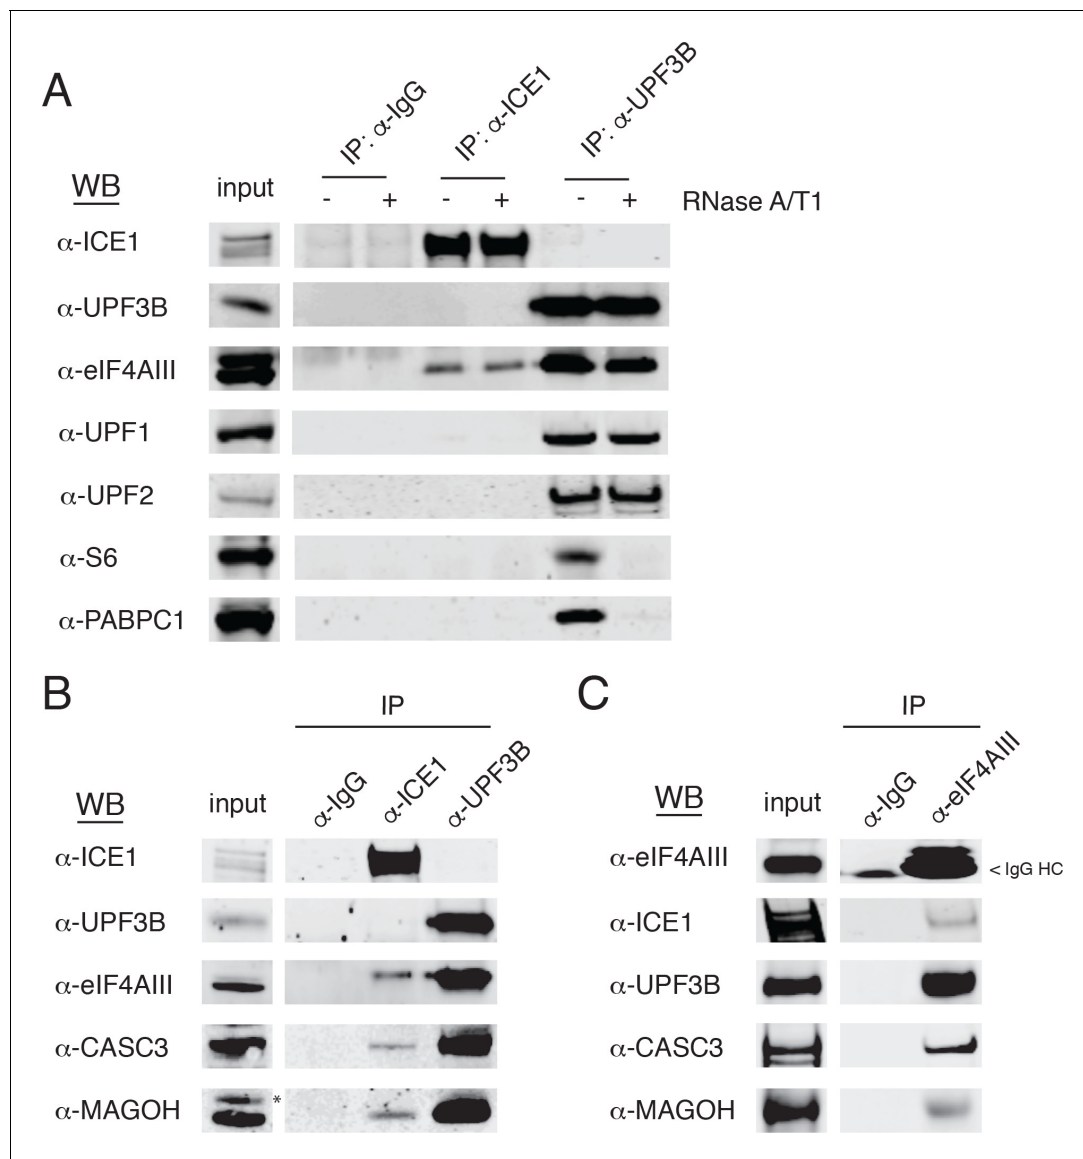 A
IP: α-IgG
IP: α-ICE1
IP: α-UPF3B
WB
input
- + - + - + RNase A/T1
α-ICE1
α-UPF3B
α-eIF4AIII
α-UPF1
α-UPF2
α-S6
α-PABPC1
B
IP
WB
input
α-IgG
α-ICE1
α-UPF3B
α-ICE1
α-UPF3B
α-eIF4AIII
α-CASC3
α-MAGOH *
C
IP
WB
input
α-IgG
α-eIF4AIII
α-eIF4AIII < IgG HC
α-ICE1
α-UPF3B
α-CASC3
α-MAGOH